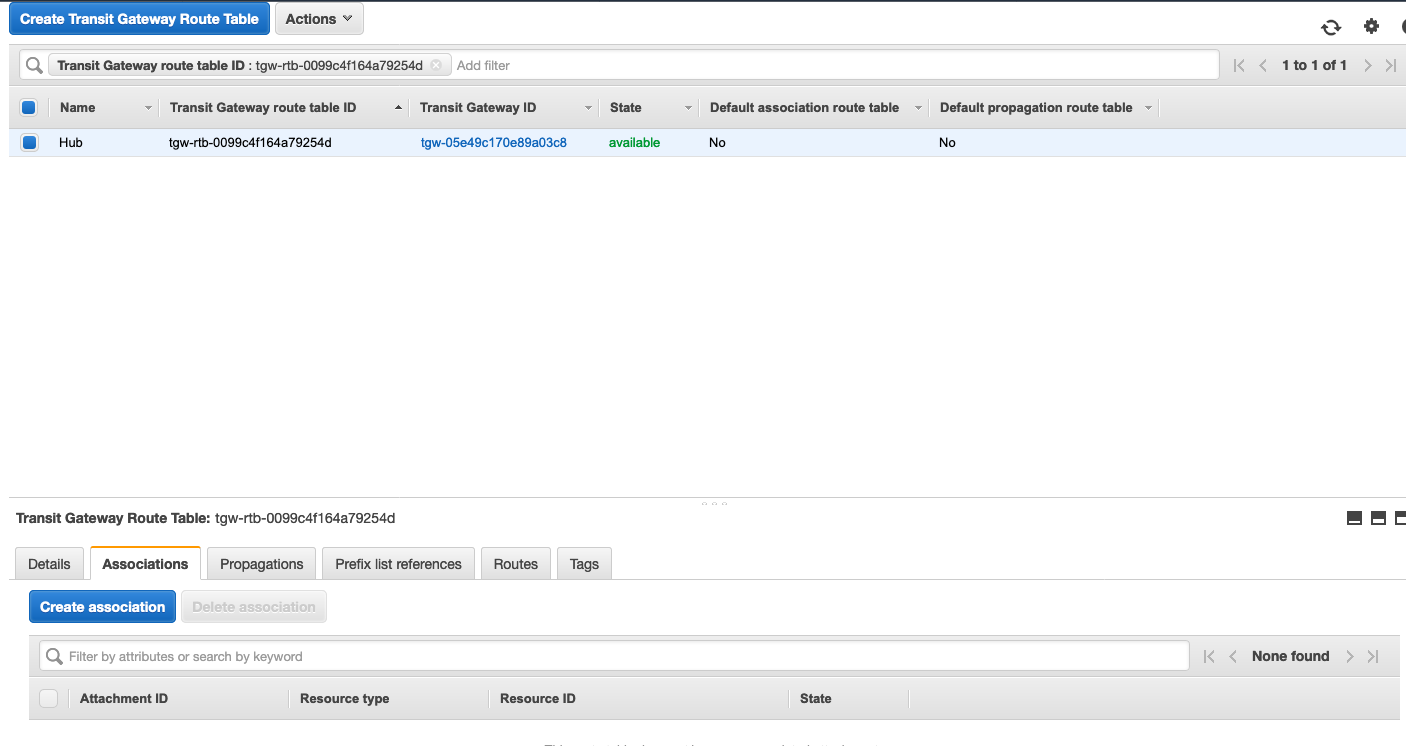 Create Transit Gateway Route Table Actions
Transit Gateway route table ID : tgw-rtb-0099c4f164a79254d Add filter 1 to 1 of 1
Name Transit Gateway route table ID Transit Gateway ID State Default association route table Default propagation route table
Hub tgw-rtb-0099c4f164a79254d tgw-05e49c170e89a03c8 available No No
Transit Gateway Route Table: tgw-rtb-0099c4f164a79254d
Details Associations Propagations Prefix list references Routes Tags
Create association Delete association
Filter by attributes or search by keyword None found
Attachment ID Resource type Resource ID State